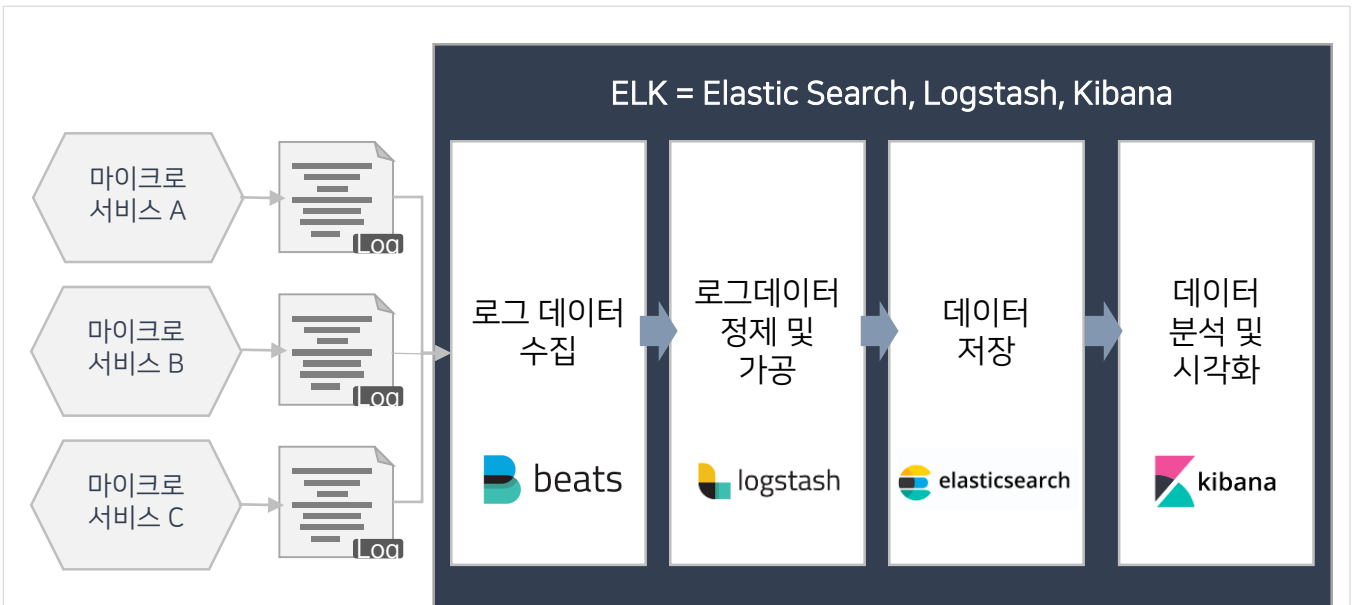 ELK = Elastic Search, Logstash, Kibana
마이크로
서비스 A
Log
마이크로
서비스 B
Log
마이크로
서비스 C
Log
로그 데이터
수집
beats
로그데이터
정제 및
가공
logstash
데이터
저장
elasticsearch
데이터
분석 및
시각화
kibana